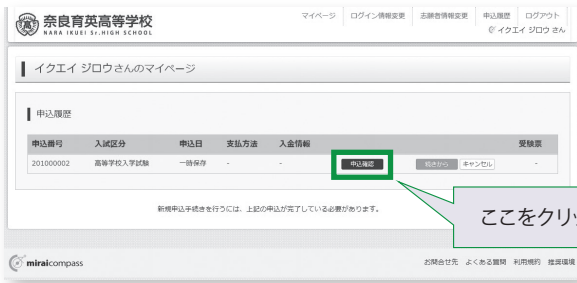 奈良育英高等学校
NARA IKUEI Sr.HIGH SCHOOL
マイページ ログイン情報変更 志願者情報変更 申込履歴 ログアウト
イクエイ ジロウ さん
イクエイ ジロウさんのマイページ
申込履歴
申込番号 入試区分 申込日 支払方法 入金情報 受験票
201000002 高等学校入学試験 一時保存 - - 申込確認 続きから キャンセル -
新規申込手続きを行うには、上記の申込が完了している必要があります。
ここをクリッ
miraicompass
お問合せ先 よくある質問 利用規約 推奨環境